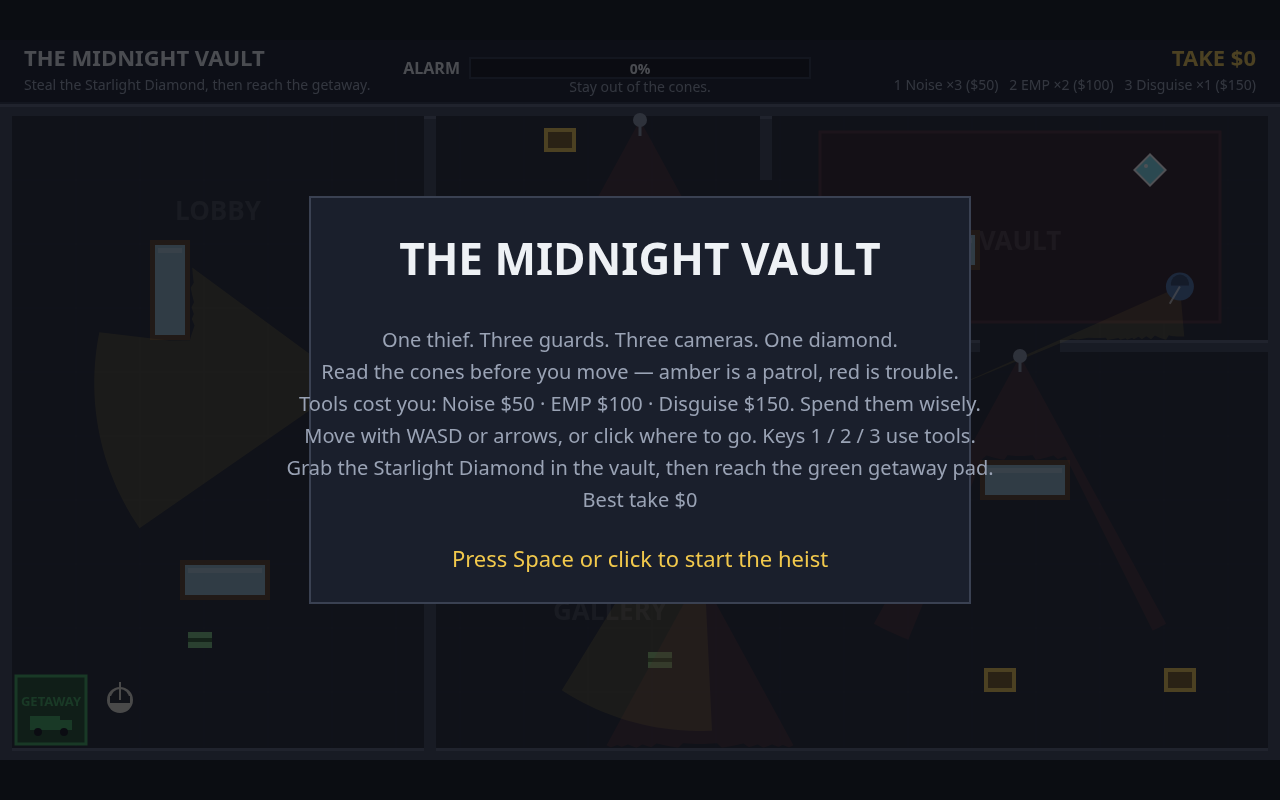 THE MIDNIGHT VAULT
Steal the Starlight Diamond, then reach the getaway.
ALARM
0%
Stay out of the cones.
TAKE $0
1 Noise ×3 ($50) 2 EMP ×2 ($100) 3 Disguise ×1 ($150)
LOBBY
VAULT
THE MIDNIGHT VAULT
One thief. Three guards. Three cameras. One diamond.
Read the cones before you move — amber is a patrol, red is trouble.
Tools cost you: Noise $50 · EMP $100 · Disguise $150. Spend them wisely.
Move with WASD or arrows, or click where to go. Keys 1 / 2 / 3 use tools.
Grab the Starlight Diamond in the vault, then reach the green getaway pad.
Best take $0
Press Space or click to start the heist
GALLERY
GETAWAY